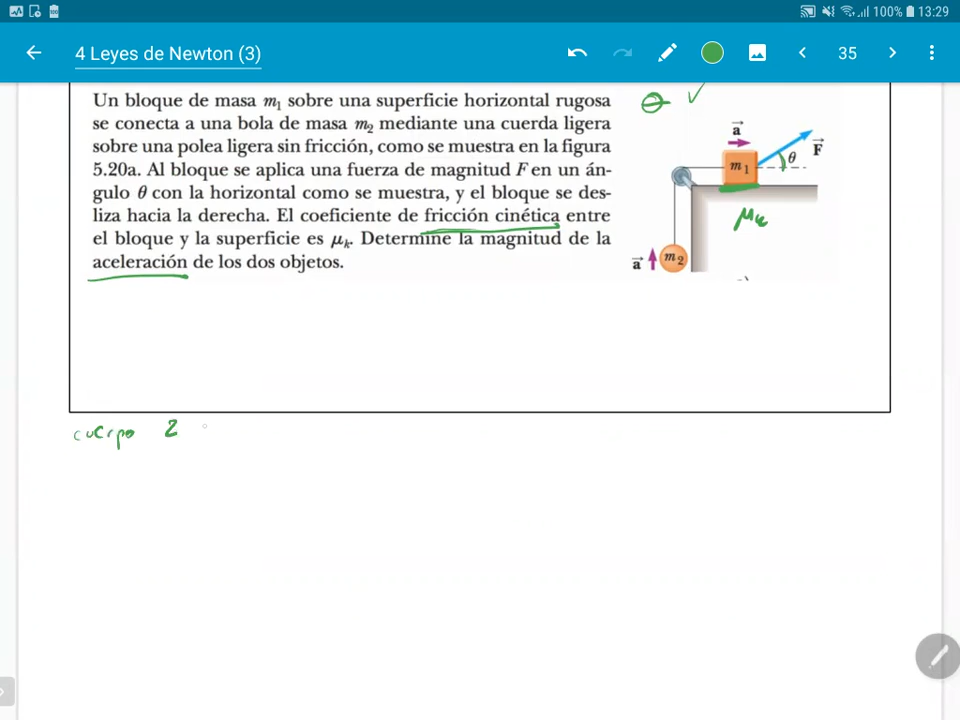 100% 13:29
4 Leyes de Newton (3) 35
Un bloque de masa m₁ sobre una superficie horizontal rugosa
se conecta a una bola de masa m₂ mediante una cuerda ligera
sobre una polea ligera sin fricción, como se muestra en la figura
5.20a. Al bloque se aplica una fuerza de magnitud F en un án-
gulo θ con la horizontal como se muestra, y el bloque se des-
liza hacia la derecha. El coeficiente de fricción cinética entre
el bloque y la superficie es μₖ. Determine la magnitud de la
aceleración de los dos objetos.
θ ✓
a
m₁
θ
F
μₖ
a
m₂
cuerpo 2